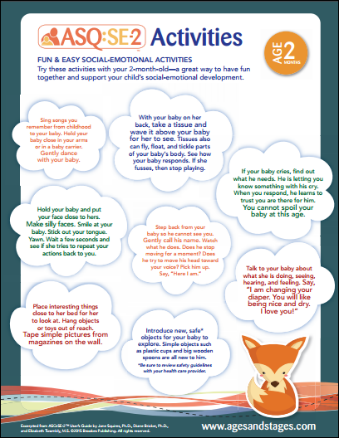 ASQ:SE-2™ Activities
FUN & EASY SOCIAL-EMOTIONAL ACTIVITIES
Try these activities with your 2-month-old—a great way to have fun
together and support your child's social-emotional development.
AGE
2
MONTHS
Sing songs you
remember from childhood
to your baby. Hold your
baby close in your arms
or in a baby carrier.
Gently dance
with your baby.
With your baby on her
back, take a tissue and
wave it above your baby
for her to see. Tissues also
can fly, float, and tickle parts
of your baby's body. See how
your baby responds. If she
fusses, then stop playing.
If your baby cries, find out
what he needs. He is letting you
know something with his cry.
When you respond, he learns to
trust you are there for him.
You cannot spoil your
baby at this age.
Hold your baby and put
your face close to hers.
Make silly faces. Smile at your
baby. Stick out your tongue.
Yawn. Wait a few seconds and
see if she tries to repeat your
actions back to you.
Step back from your
baby so he cannot see you.
Gently call his name. Watch
what he does. Does he stop
moving for a moment? Does
he try to move his head toward
your voice? Pick him up.
Say, "Here I am."
Talk to your baby about
what she is doing, seeing,
hearing, and feeling. Say,
"I am changing your
diaper. You will like
being nice and dry.
I love you!"
Place interesting things
close to her bed for her
to look at. Hang objects
or toys out of reach.
Tape simple pictures from
magazines on the wall.
Introduce new, safe*
objects for your baby to
explore. Simple objects such
as plastic cups and big wooden
spoons are all new to him.
*Be sure to review safety guidelines
with your health care provider.
Excerpted from ASQ:SE-2™ User's Guide by Jane Squires, Ph.D., Diane Bricker, Ph.D.,
and Elizabeth Twombly, M.S. ©2015 Brookes Publishing. All rights reserved.
www.agesandstages.com